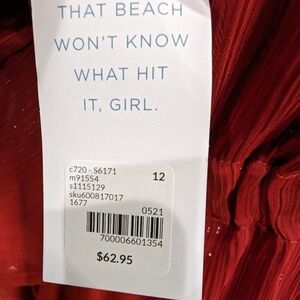 THAT BEACH
WON'T KNOW
WHAT HIT
IT, GIRL.
c720 - S6171
m91554 12
s1115129
sku600817017
1677 0521
700006601354
$62.95